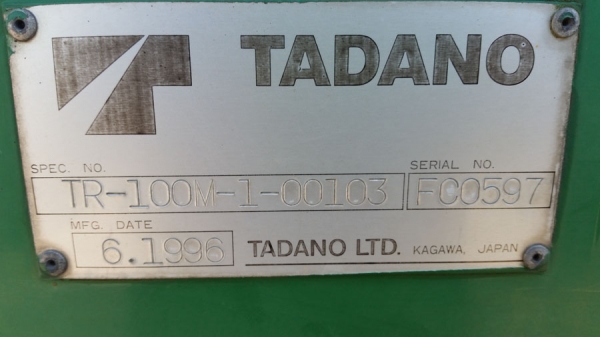 TADANO
SPEC. NO. SERIAL NO.
TR-100M-1-00103 FC0597
MFG. DATE
6.1996 TADANO LTD. KAGAWA, JAPAN